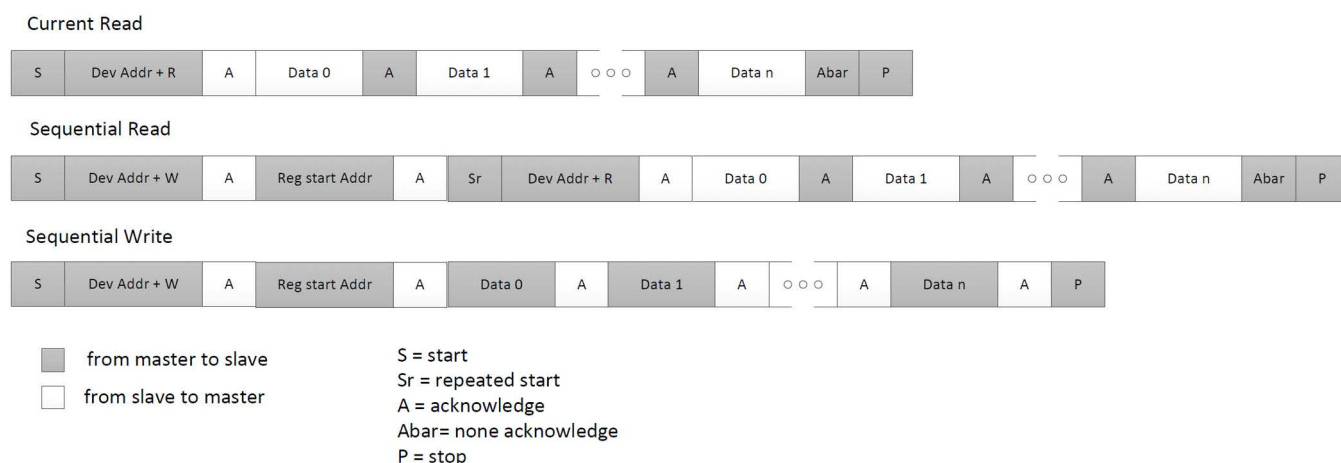 Current Read
S Dev Addr + R A Data 0 A Data 1 A ○ ○ ○ A Data n Abar P
Sequential Read
S Dev Addr + W A Reg start Addr A Sr Dev Addr + R A Data 0 A Data 1 A ○ ○ ○ A Data n Abar P
Sequential Write
S Dev Addr + W A Reg start Addr A Data 0 A Data 1 A ○ ○ ○ A Data n A P
from master to slave
from slave to master
S = start
Sr = repeated start
A = acknowledge
Abar= none acknowledge
P = stop